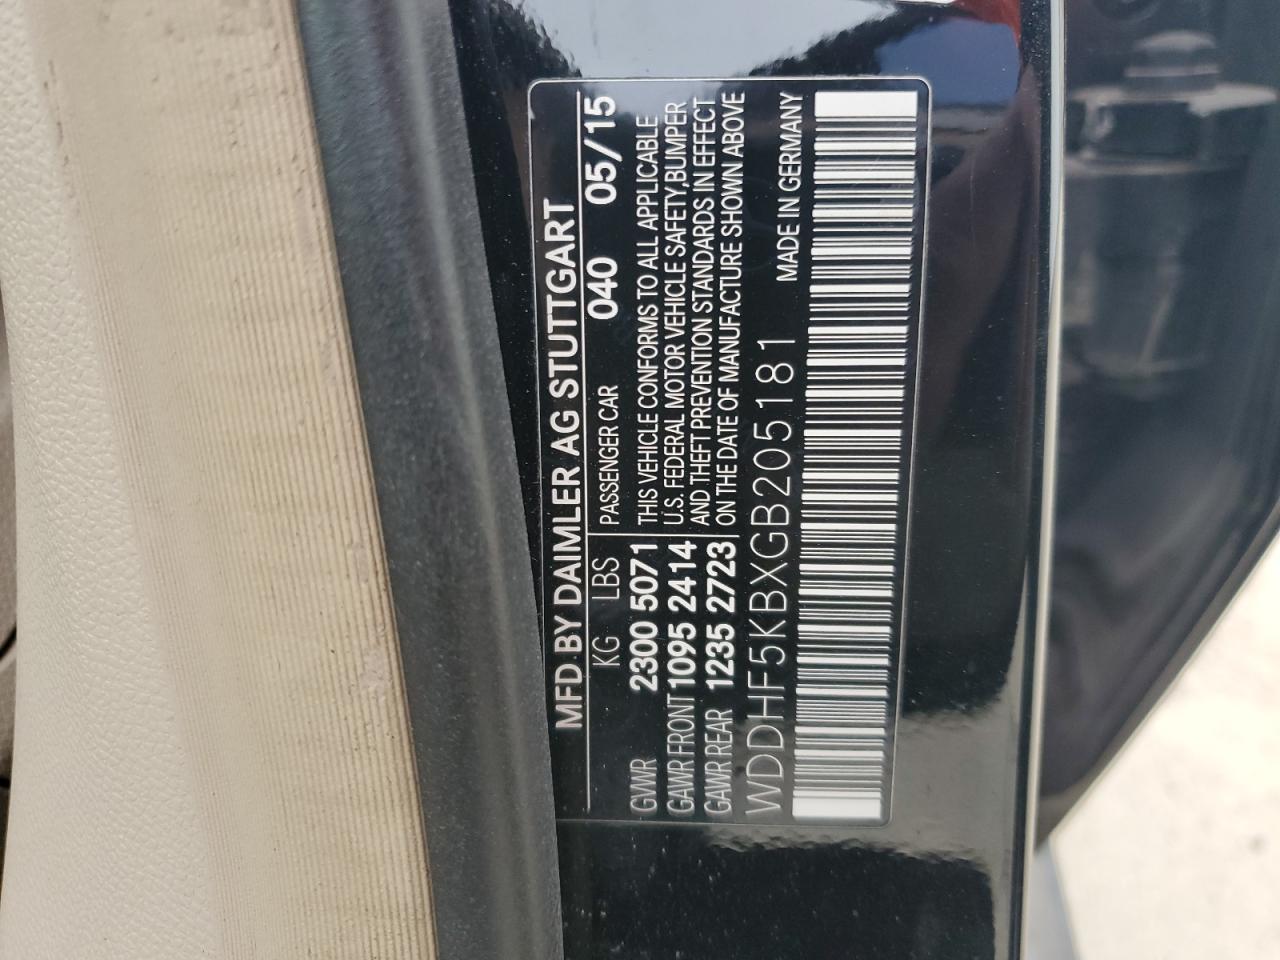 MFD BY DAIMLER AG STUTTGART
KG LBS PASSENGER CAR 040 05/15
GVWR 2300 5071 THIS VEHICLE CONFORMS TO ALL APPLICABLE
GAWR FRONT 1095 2414 U.S. FEDERAL MOTOR VEHICLE SAFETY,BUMPER
GAWR REAR 1235 2723 AND THEFT PREVENTION STANDARDS IN EFFECT
ON THE DATE OF MANUFACTURE SHOWN ABOVE
WDDHF5KBXGB205181 MADE IN GERMANY